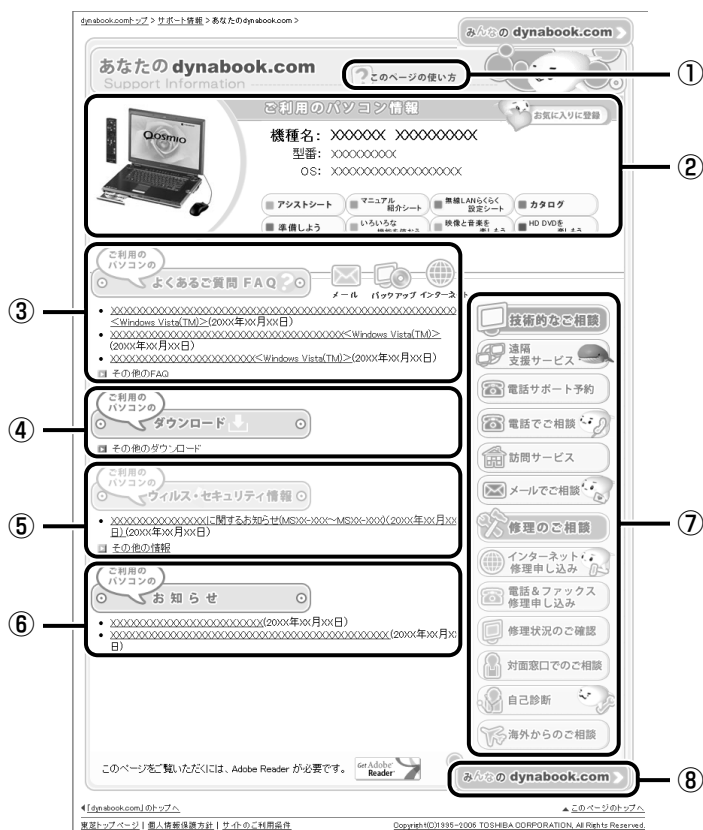 dynabook.comトップ > サポート情報 > あなたのdynabook.com >
みんなの dynabook.com
あなたの dynabook.com
Support Information
このページの使い方
①
ご利用のパソコン情報
お気に入りに登録
Qosmio
機種名: XXXXXX XXXXXXXXXX
型番: XXXXXXXXX
OS: XXXXXXXXXXXXXXXXXX
②
アシストシート
マニュアル紹介シート
無線LANらくらく設定シート
カタログ
準備しよう
いろいろな
映像と音楽を
HD DVDを
③
ご利用の
パソコンの
よくあるご質問 FAQ
メール バックアップ インターネット
XXXXXXXXXXXXXXXXXXXXXXXXXXXXXXXXXXXXXXXXXXXXXXX
<Windows Vista(TM)>(20XX年XX月XX日)
XXXXXXXXXXXXXXXXXXXXXXXXXXXXXXXX<Windows Vista(TM)>
(20XX年XX月XX日)
XXXXXXXXXXXXXXXXXXXX<Windows Vista(TM)>(20XX年XX月XX日)
その他のFAQ
④
ご利用の
パソコンの
ダウンロード
その他のダウンロード
⑤
ご利用の
パソコンの
ウィルス・セキュリティ情報
XXXXXXXXXXXXXに関するお知らせ(MSXX-XXX～MSXX-XXX)(20XX年XX月XX
日)(20XX年XX月XX日)
その他の情報
⑥
ご利用の
パソコンの
お知らせ
XXXXXXXXXXXXXXXXXXXXX(20XX年XX月XX日)
XXXXXXXXXXXXXXXXXXXXXXXXXXXXXXXXXXXXXX(20XX年XX月XX
日)
技術的なご相談
遠隔
支援サービス
電話サポート予約
電話でご相談
訪問サービス
メールでご相談
⑦
修理のご相談
インターネット
修理申し込み
電話&ファックス
修理申し込み
修理状況のご確認
対面窓口でのご相談
自己診断
海外からのご相談
このページをご覧いただくには、Adobe Reader が必要です。
Get Adobe
Reader
みんなの dynabook.com
⑧
「dynabook.com」のトップへ
このページのトップへ
東芝トップページ | 個人情報保護方針 | サイトのご利用条件
Copyright(C)1995-2006 TOSHIBA CORPORATION, All Rights Reserved.